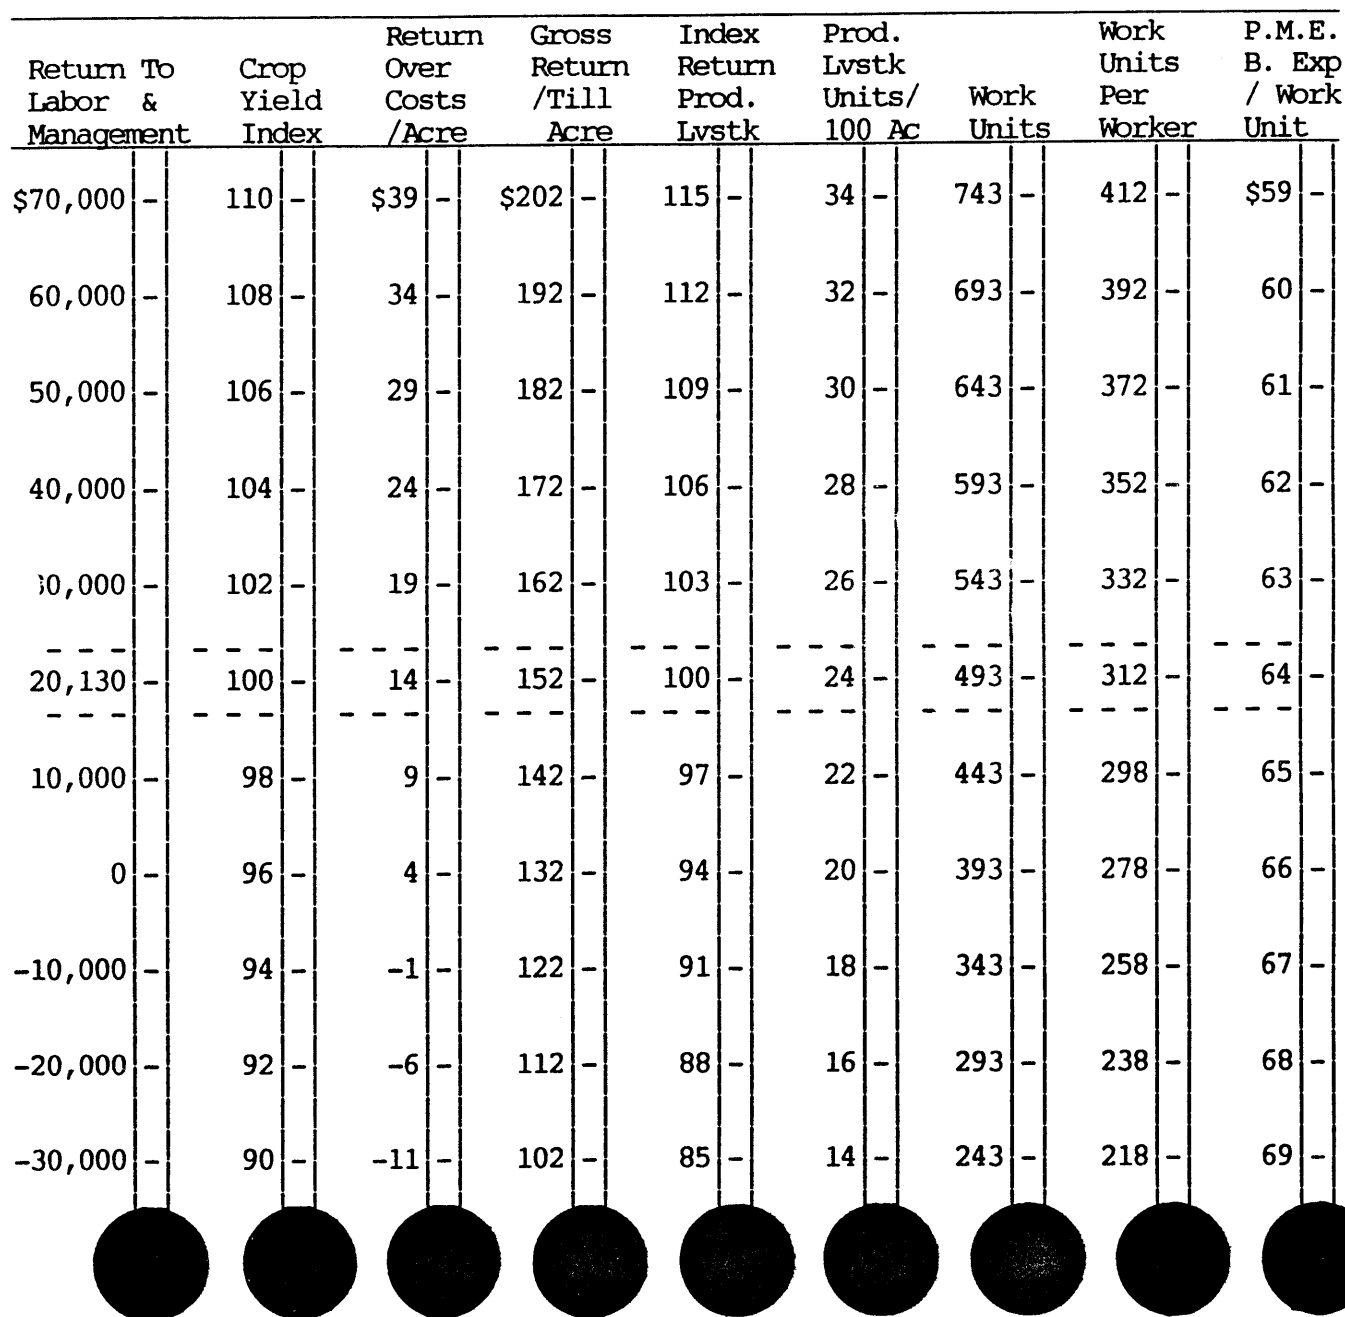 Return Gross Index Prod. Work P.M.E.
Return To Crop Over Return Return Lvstk Units B. Exp
Labor & Yield Costs /Till Prod. Units/ Work Per / Work
Management Index /Acre Acre Lvstk 100 Ac Units Worker Unit
$70,000 - 110 - $39 - $202 - 115 - 34 - 743 - 412 - $59 -
60,000 - 108 - 34 - 192 - 112 - 32 - 693 - 392 - 60 -
50,000 - 106 - 29 - 182 - 109 - 30 - 643 - 372 - 61 -
40,000 - 104 - 24 - 172 - 106 - 28 - 593 - 352 - 62 -
0,000 - 102 - 19 - 162 - 103 - 26 - 543 - 332 - 63 -
20,130 - 100 - 14 - 152 - 100 - 24 - 493 - 312 - 64 -
10,000 - 98 - 9 - 142 - 97 - 22 - 443 - 298 - 65 -
0 - 96 - 4 - 132 - 94 - 20 - 393 - 278 - 66 -
-10,000 - 94 - -1 - 122 - 91 - 18 - 343 - 258 - 67 -
-20,000 - 92 - -6 - 112 - 88 - 16 - 293 - 238 - 68 -
-30,000 - 90 - -11 - 102 - 85 - 14 - 243 - 218 - 69 -